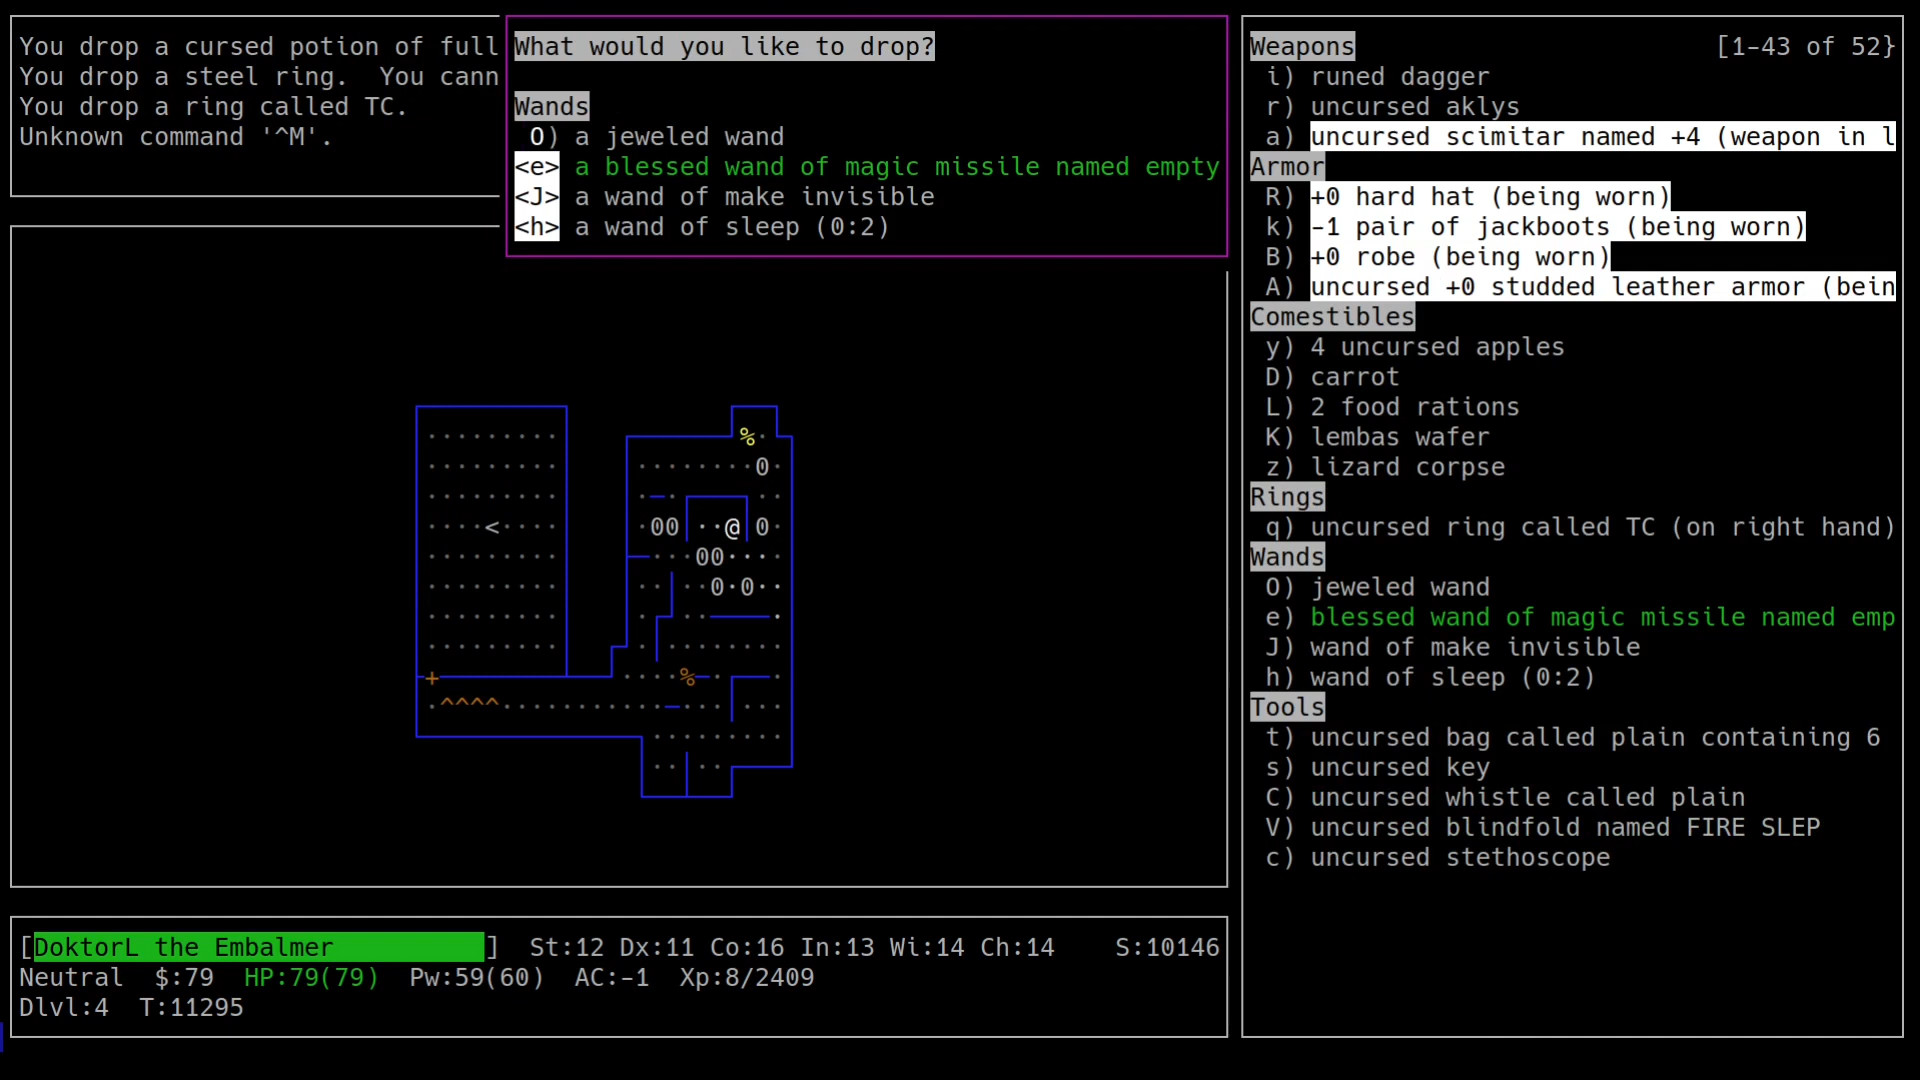 You drop a cursed potion of full
You drop a steel ring.  You cann
You drop a ring called TC.
Unknown command '^M'.
What would you like to drop?
Wands
O) a jeweled wand
<e> a blessed wand of magic missile named empty
<J> a wand of make invisible
<h> a wand of sleep (0:2)
%
0
<
00
@
0
00
0
0
+
%
^^^^
[DoktorL the Embalmer] St:12 Dx:11 Co:16 In:13 Wi:14 Ch:14 S:10146
Neutral $:79 HP:79(79) Pw:59(60) AC:-1 Xp:8/2409
Dlvl:4 T:11295
Weapons [1-43 of 52}
i) runed dagger
r) uncursed aklys
a) uncursed scimitar named +4 (weapon in l
Armor
R) +0 hard hat (being worn)
k) -1 pair of jackboots (being worn)
B) +0 robe (being worn)
A) uncursed +0 studded leather armor (bein
Comestibles
y) 4 uncursed apples
D) carrot
L) 2 food rations
K) lembas wafer
z) lizard corpse
Rings
q) uncursed ring called TC (on right hand)
Wands
O) jeweled wand
e) blessed wand of magic missile named emp
J) wand of make invisible
h) wand of sleep (0:2)
Tools
t) uncursed bag called plain containing 6
s) uncursed key
C) uncursed whistle called plain
V) uncursed blindfold named FIRE SLEP
c) uncursed stethoscope